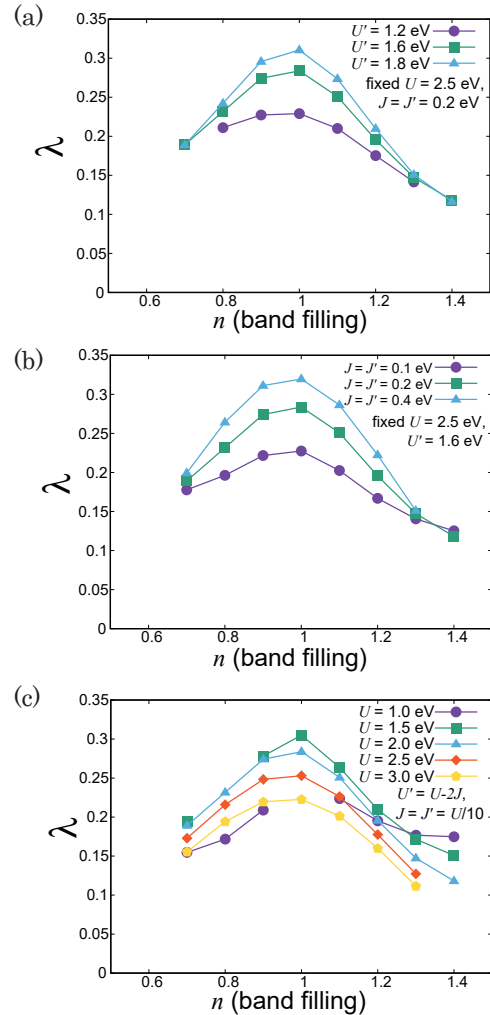 (a)
U' = 1.2 eV
U' = 1.6 eV
U' = 1.8 eV
fixed U = 2.5 eV,
J = J' = 0.2 eV
0.35
0.3
0.25
0.2
0.15
0.1
0.05
0
λ
0.6 0.8 1 1.2 1.4
n (band filling)
(b)
J = J' = 0.1 eV
J = J' = 0.2 eV
J = J' = 0.4 eV
fixed U = 2.5 eV,
U' = 1.6 eV
0.35
0.3
0.25
0.2
0.15
0.1
0.05
0
λ
0.6 0.8 1 1.2 1.4
n (band filling)
(c)
U = 1.0 eV
U = 1.5 eV
U = 2.0 eV
U = 2.5 eV
U = 3.0 eV
U' = U-2J,
J = J' = U/10
0.35
0.3
0.25
0.2
0.15
0.1
0.05
0
λ
0.6 0.8 1 1.2 1.4
n (band filling)